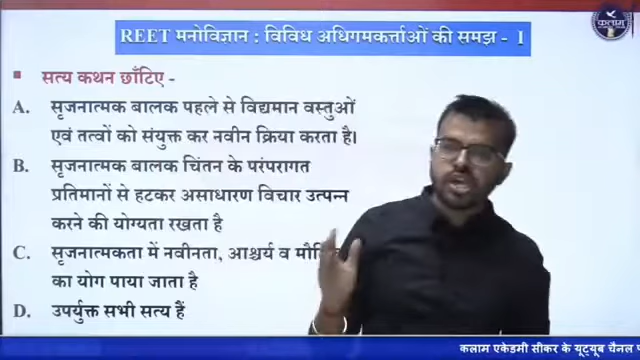 कलाम
REET मनोविज्ञान : विविध अधिगमकर्त्ताओं की समझ - I
सत्य कथन छाँटिए -
A. सृजनात्मक बालक पहले से विद्यमान वस्तुओं
एवं तत्वों को संयुक्त कर नवीन क्रिया करता है।
B. सृजनात्मक बालक चिंतन के परंपरागत
प्रतिमानों से हटकर असाधारण विचार उत्पन्न
करने की योग्यता रखता है
C. सृजनात्मकता में नवीनता, आश्चर्य व
का योग पाया जाता है
D. उपर्युक्त सभी सत्य हैं
कलाम एकेडमी सीकर के यूट्यूब चैनल